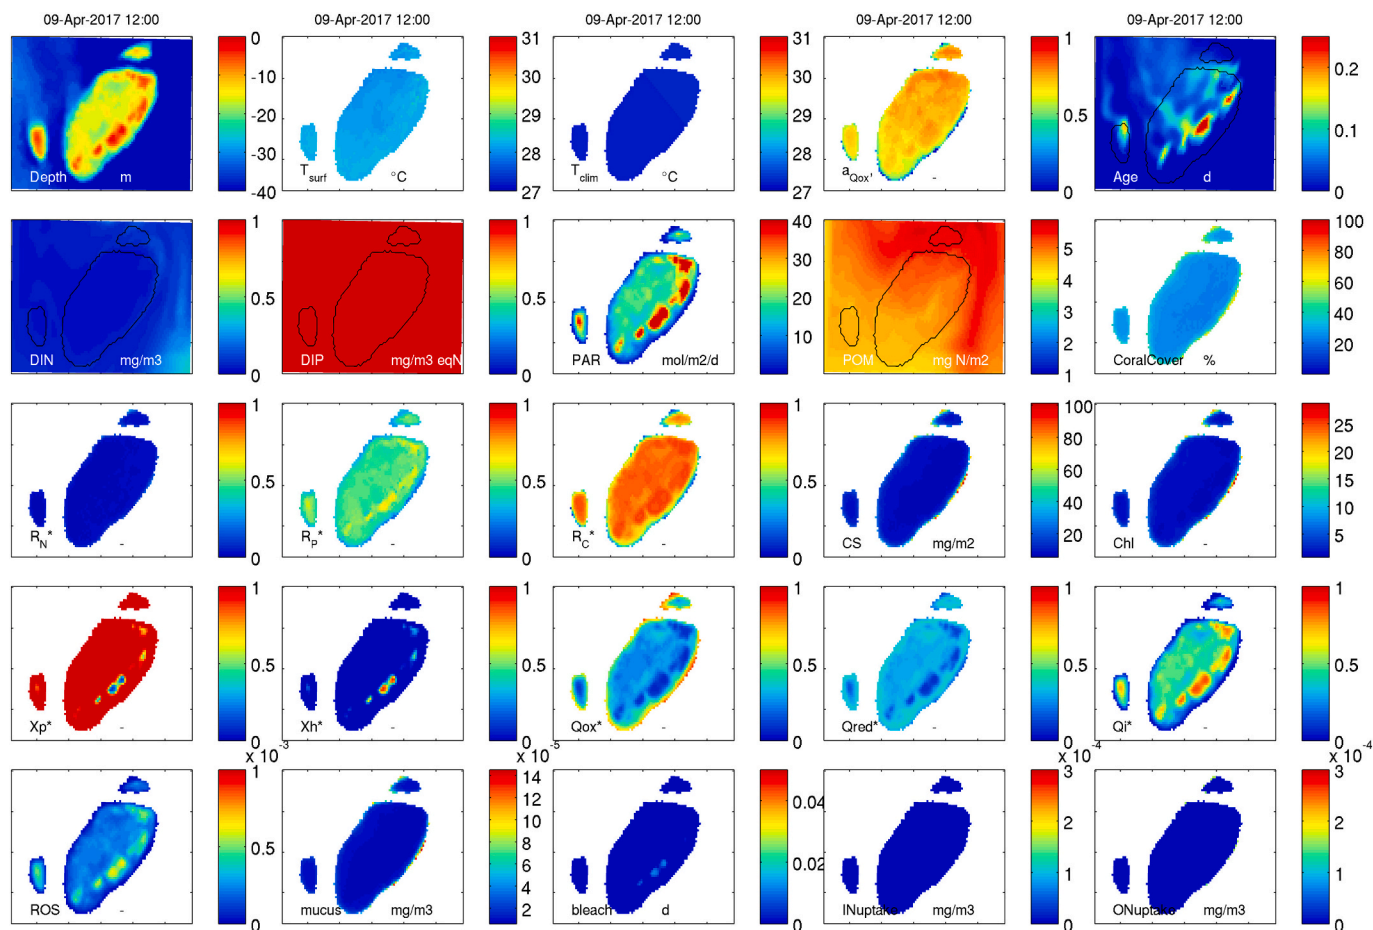 09-Apr-2017 12:00 09-Apr-2017 12:00 09-Apr-2017 12:00 09-Apr-2017 12:00 09-Apr-2017 12:00
0 -10 -20 -30 -40
31 30 29 28 27
31 30 29 28 27
1 0.5 0
0.2 0.1 0
Depth m
T_surf °C
T_clim °C
a_Qox' -
Age d
1 0.5 0
1 0.5 0
40 30 20 10
5 4 3 2 1
100 80 60 40 20
DIN mg/m3
DIP mg/m3 eqN
PAR mol/m2/d
POM mg N/m2
CoralCover %
1 0.5 0
1 0.5 0
1 0.5 0
100 80 60 40 20
25 20 15 10 5
R_N* -
R_P* -
R_C* -
CS mg/m2
Chl
1 0.5 0
1 0.5 0
1 0.5 0
1 0.5 0
1 0.5 0
Xp* -
Xh* -
Qox* -
Qred* -
Qi* -
x 10^-3
x 10^-5
x 10^-4
x 10^-4
1 0.5 0
14 12 10 8 6 4 2
0.04 0.02 0
3 2 1 0
3 2 1 0
ROS -
mucus mg/m3
bleach d
INuptake mg/m3
ONuptake mg/m3